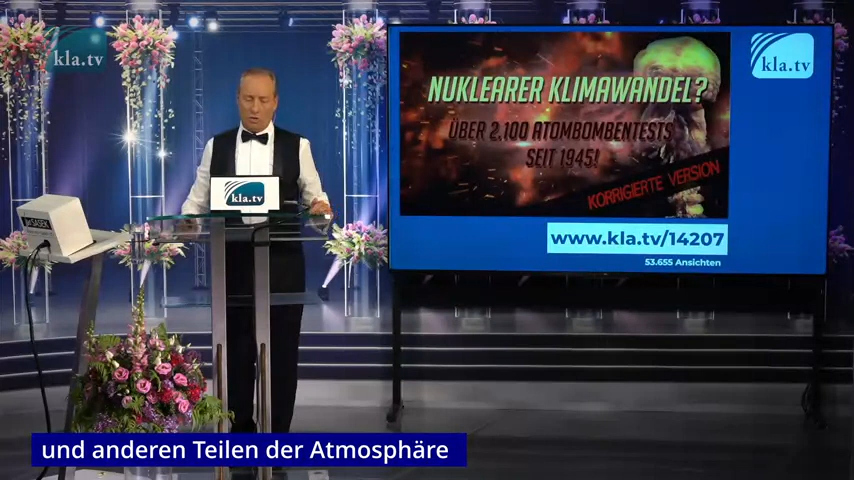 kla.tv
kla.tv
NUKLEARER KLIMAWANDEL?
ÜBER 2.100 ATOMBOMBENTESTS
SEIT 1945!
KORRIGIERTE VERSION
www.kla.tv/14207
53.655 Ansichten
kla.tv
SASEK
und anderen Teilen der Atmosphäre